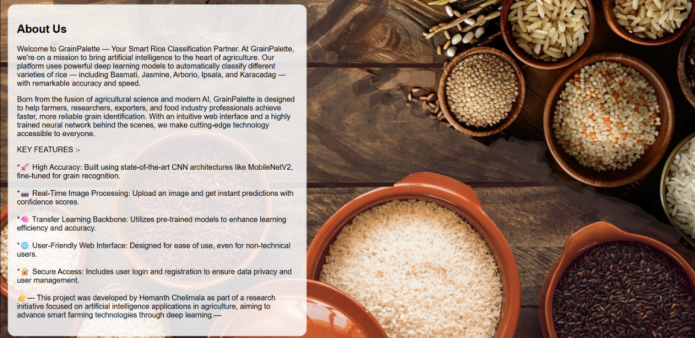 About Us
Welcome to GrainPalette — Your Smart Rice Classification Partner. At GrainPalette,
we're on a mission to bring artificial intelligence to the heart of agriculture. Our
platform uses powerful deep learning models to automatically classify different
varieties of rice — including Basmati, Jasmine, Arborio, Ipsala, and Karacadag —
with remarkable accuracy and speed.
Born from the fusion of agricultural science and modern AI, GrainPalette is designed
to help farmers, researchers, exporters, and food industry professionals achieve
faster, more reliable grain identification. With an intuitive web interface and a highly
trained neural network behind the scenes, we make cutting-edge technology
accessible to everyone.
KEY FEATURES :-
*🚀 High Accuracy: Built using state-of-the-art CNN architectures like MobileNetV2,
fine-tuned for grain recognition.
*📷 Real-Time Image Processing: Upload an image and get instant predictions with
confidence scores.
*🧠 Transfer Learning Backbone: Utilizes pre-trained models to enhance learning
efficiency and accuracy.
*🌐 User-Friendly Web Interface: Designed for ease of use, even for non-technical
users.
*🔐 Secure Access: Includes user login and registration to ensure data privacy and
user management.
👉--- This project was developed by Hemanth Chelimala as part of a research
initiative focused on artificial intelligence applications in agriculture, aiming to
advance smart farming technologies through deep learning.---